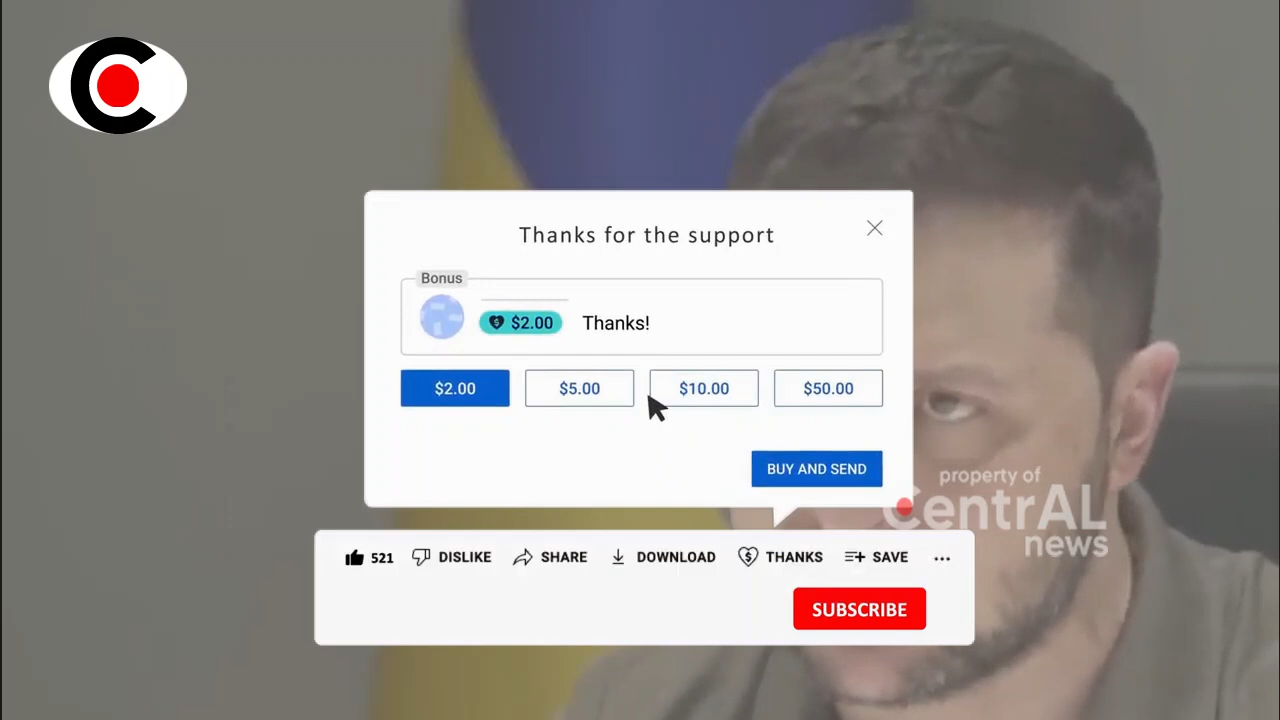 Thanks for the support
Bonus
$2.00 Thanks!
$2.00 $5.00 $10.00 $50.00
BUY AND SEND
property of
CentrAL
news
521 DISLIKE SHARE DOWNLOAD THANKS SAVE ...
SUBSCRIBE